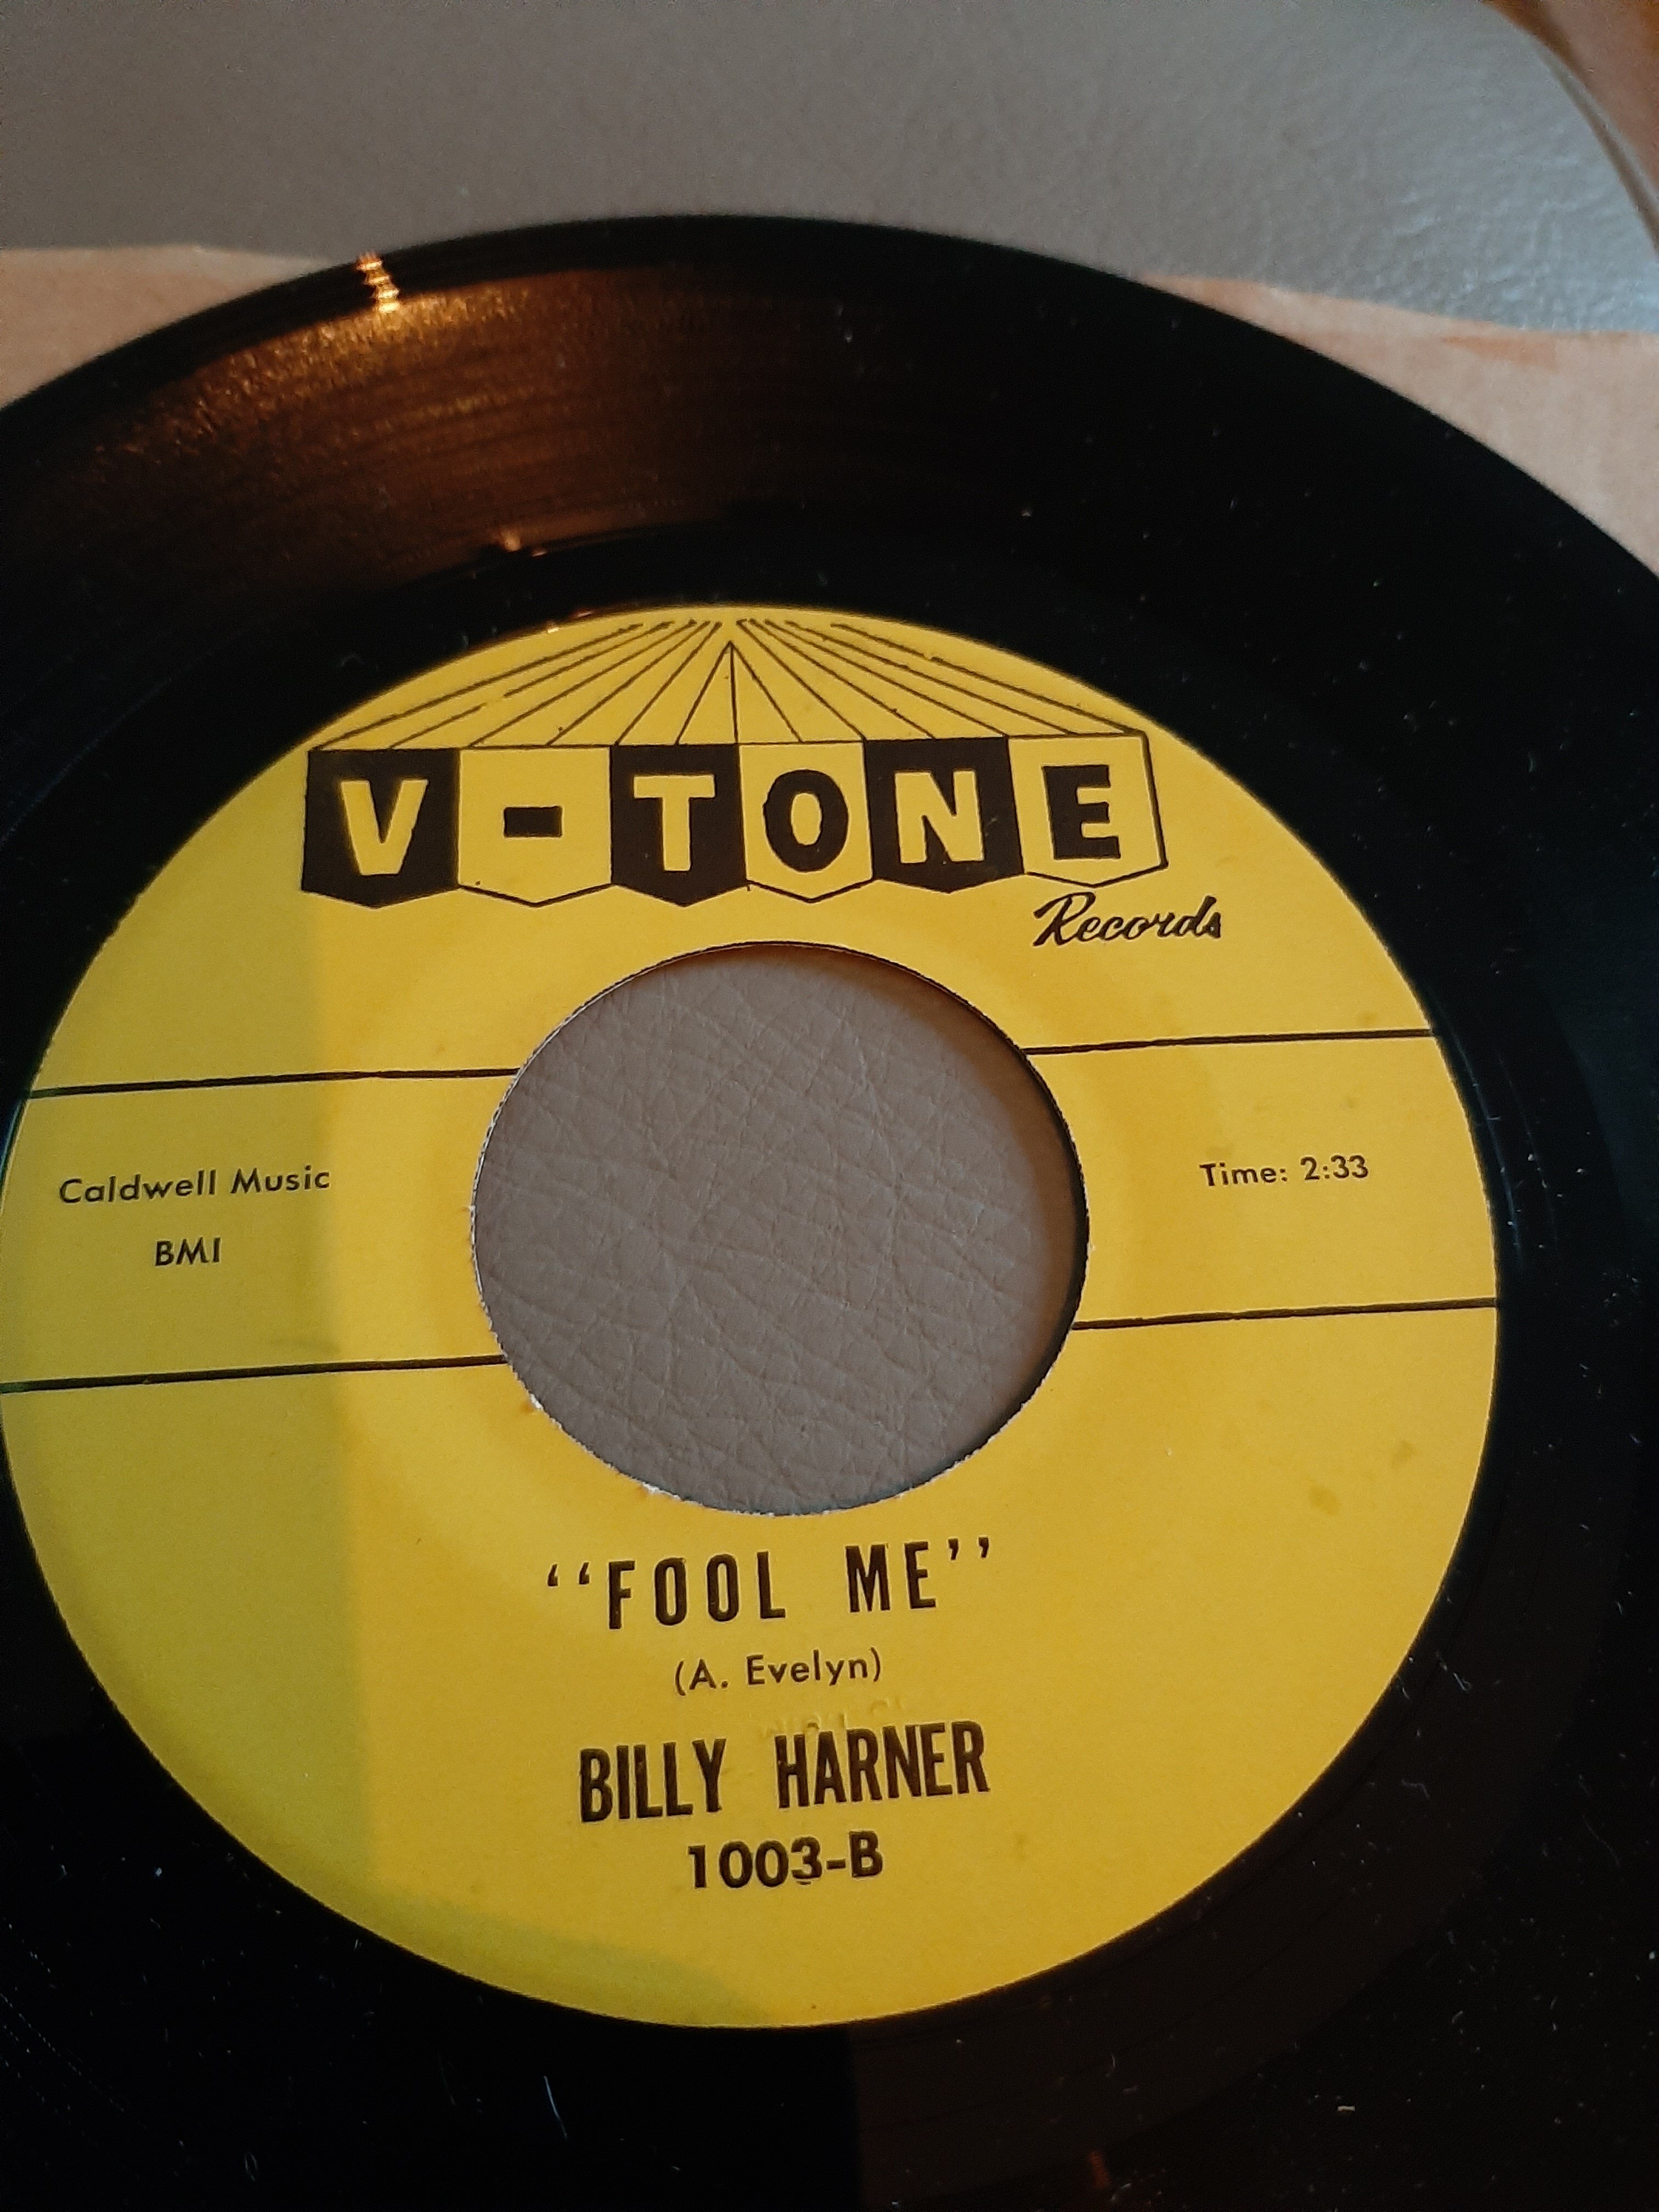 V-TONE
Records
Caldwell Music
BMI
Time: 2:33
“FOOL ME”
(A. Evelyn)
BILLY HARNER
1003-B